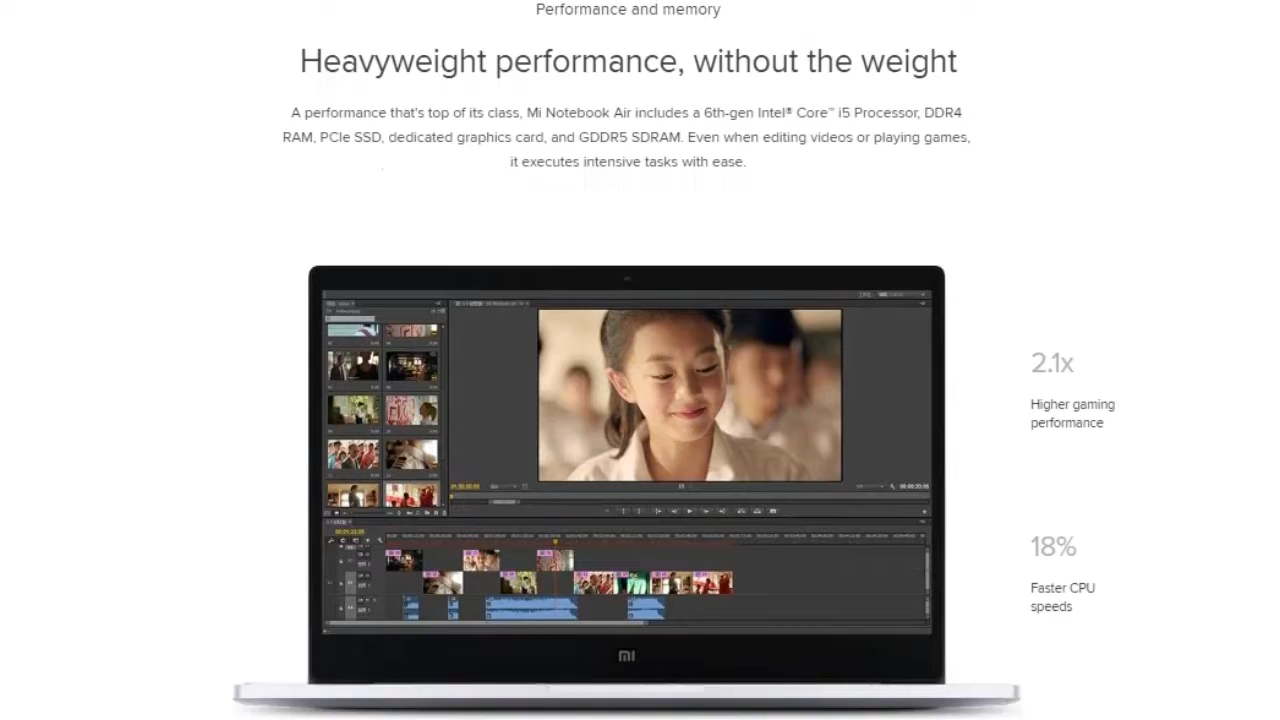 Performance and memory
Heavyweight performance, without the weight
A performance that's top of its class, Mi Notebook Air includes a 6th-gen Intel® Core™ i5 Processor, DDR4
RAM, PCIe SSD, dedicated graphics card, and GDDR5 SDRAM. Even when editing videos or playing games,
it executes intensive tasks with ease.
2.1x
Higher gaming
performance
18%
Faster CPU
speeds
mi